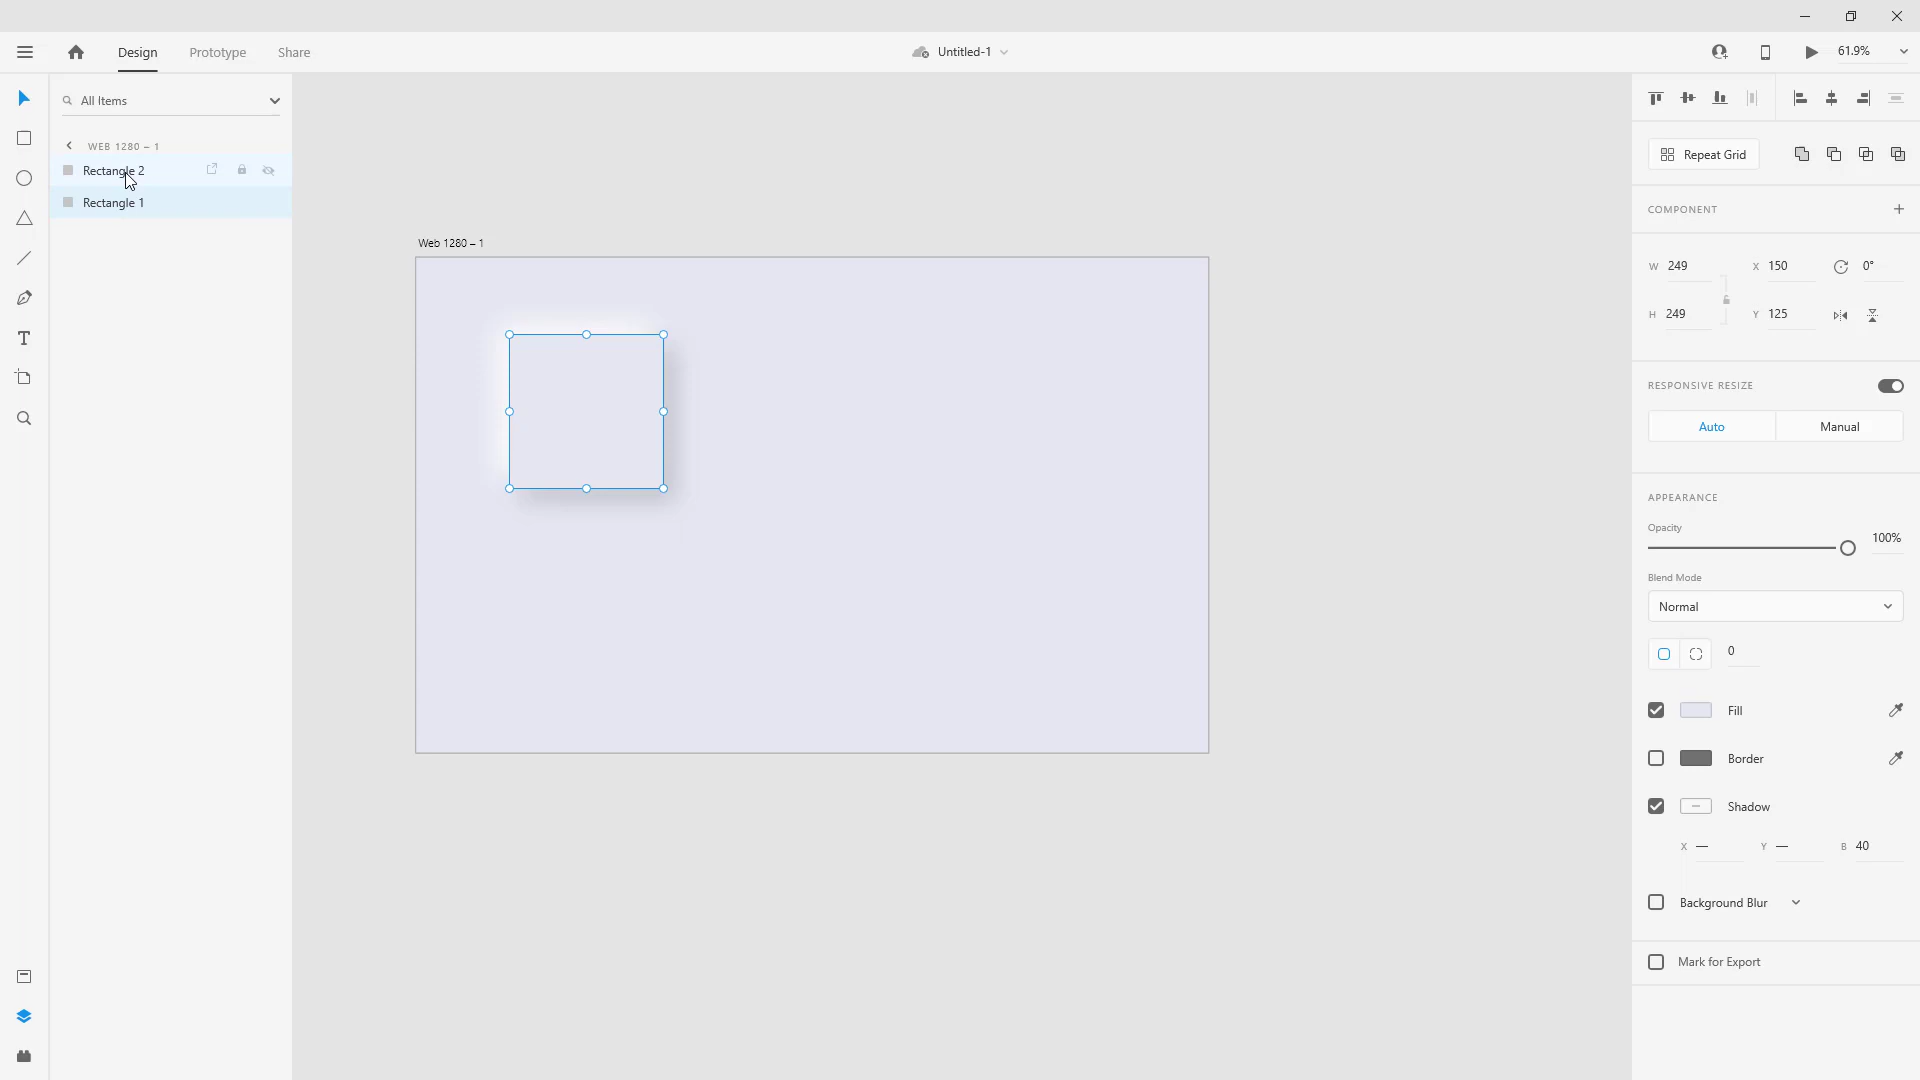 Design
Prototype
Share
Untitled-1
61.9%
All Items
WEB 1280 – 1
Rectangle 2
Rectangle 1
Web 1280 – 1
Repeat Grid
COMPONENT
W 249
X 150
0°
H 249
Y 125
RESPONSIVE RESIZE
Auto
Manual
APPEARANCE
Opacity
100%
Blend Mode
Normal
0
Fill
Border
Shadow
X —
Y —
B 40
Background Blur
Mark for Export